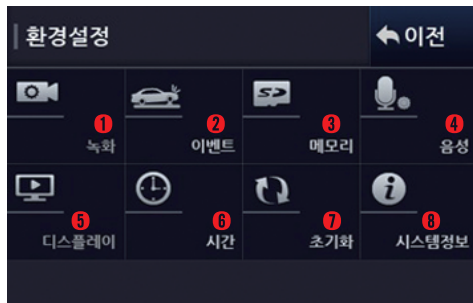 환경설정
이전
1 2 3 4
녹화 이벤트 메모리 음성
5 6 7 8
디스플레이 시간 초기화 시스템정보